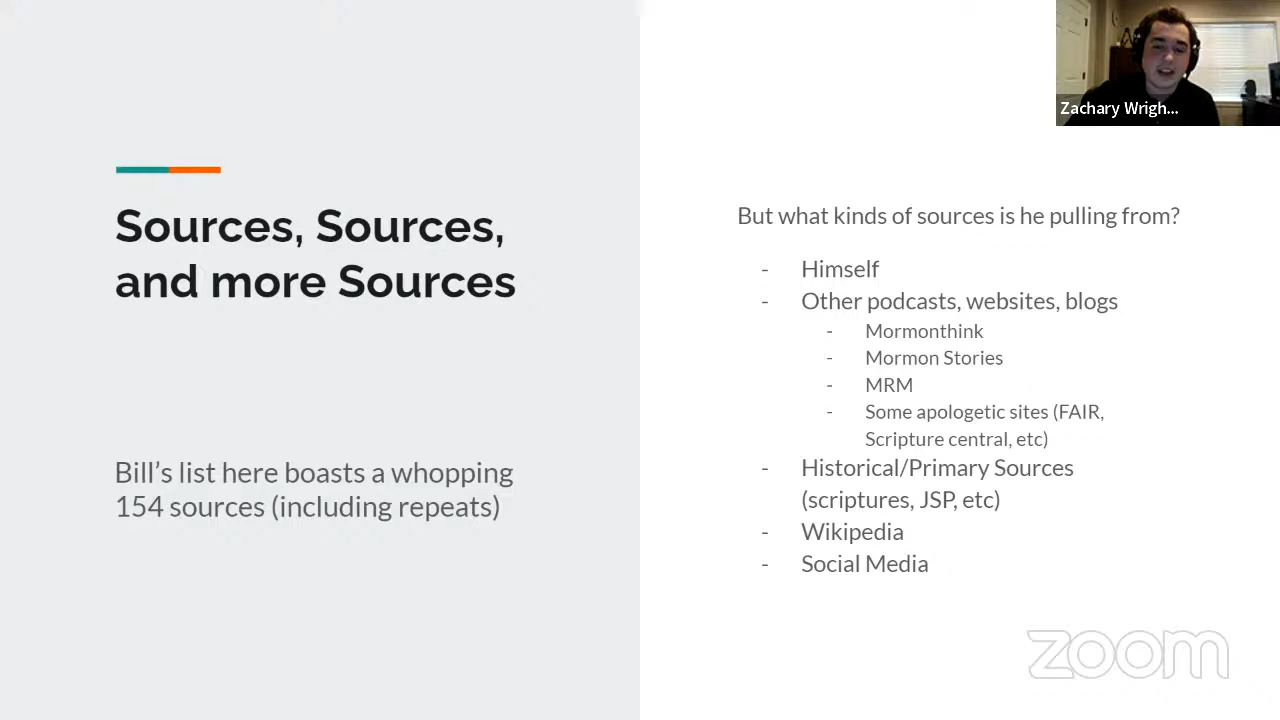 Zachary Wrigh...
Sources, Sources,
and more Sources
Bill's list here boasts a whopping
154 sources (including repeats)
But what kinds of sources is he pulling from?
- Himself
- Other podcasts, websites, blogs
- Mormonthink
- Mormon Stories
- MRM
- Some apologetic sites (FAIR,
Scripture central, etc)
- Historical/Primary Sources
(scriptures, JSP, etc)
- Wikipedia
- Social Media
zoom